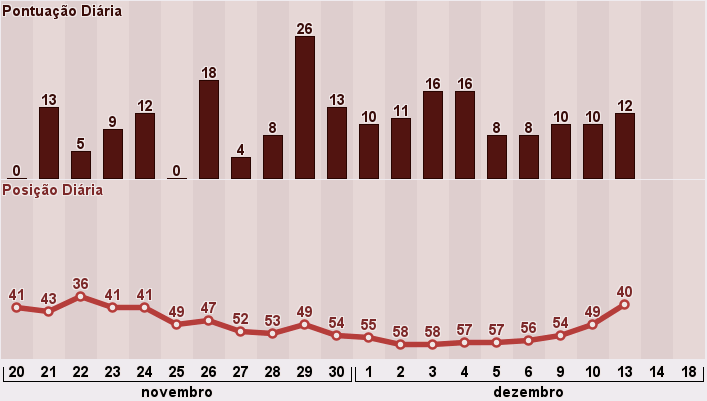 Pontuação Diária
0 13 5 9 12 0 18 4 8 26 13 10 11 16 16 8 8 10 10 12
Posição Diária
41 43 36 41 41 49 47 52 53 49 54 55 58 58 57 57 56 54 49 40
20 21 22 23 24 25 26 27 28 29 30 1 2 3 4 5 6 9 10 13 14 18
novembro dezembro